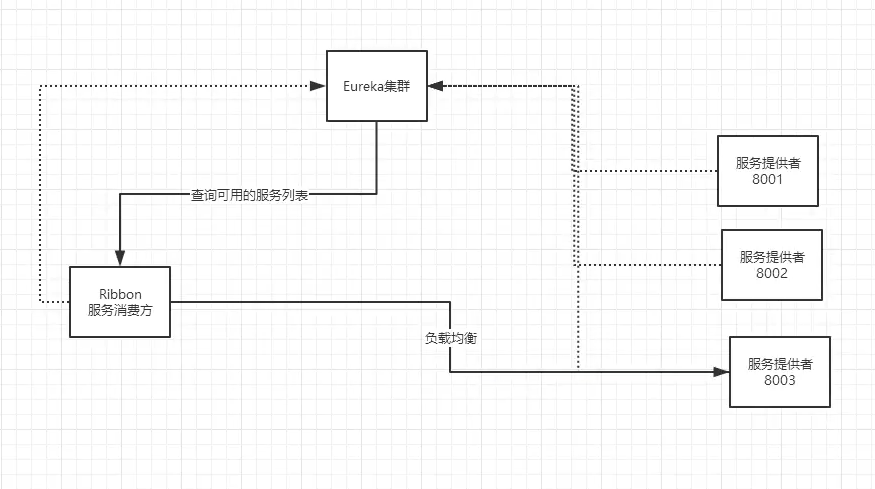 Eureka集群
服务提供者
8001
查询可用的服务列表
服务提供者
8002
Ribbon
服务消费方
负载均衡
服务提供者
8003